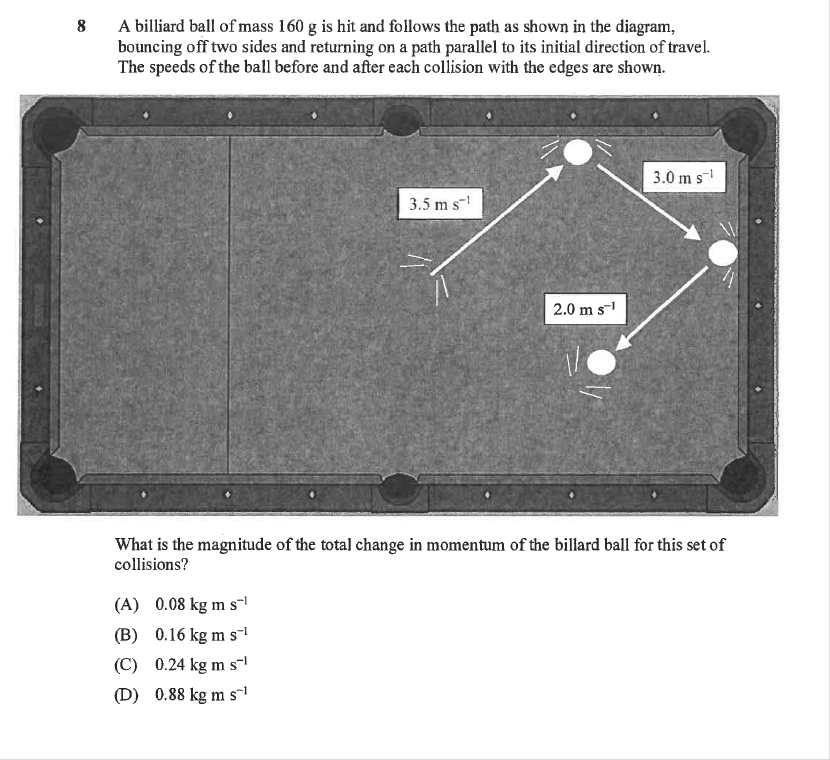 8 A billiard ball of mass 160 g is hit and follows the path as shown in the diagram,
bouncing off two sides and returning on a path parallel to its initial direction of travel.
The speeds of the ball before and after each collision with the edges are shown.
3.0 m s⁻¹
3.5 m s⁻¹
2.0 m s⁻¹
What is the magnitude of the total change in momentum of the billard ball for this set of
collisions?
(A) 0.08 kg m s⁻¹
(B) 0.16 kg m s⁻¹
(C) 0.24 kg m s⁻¹
(D) 0.88 kg m s⁻¹